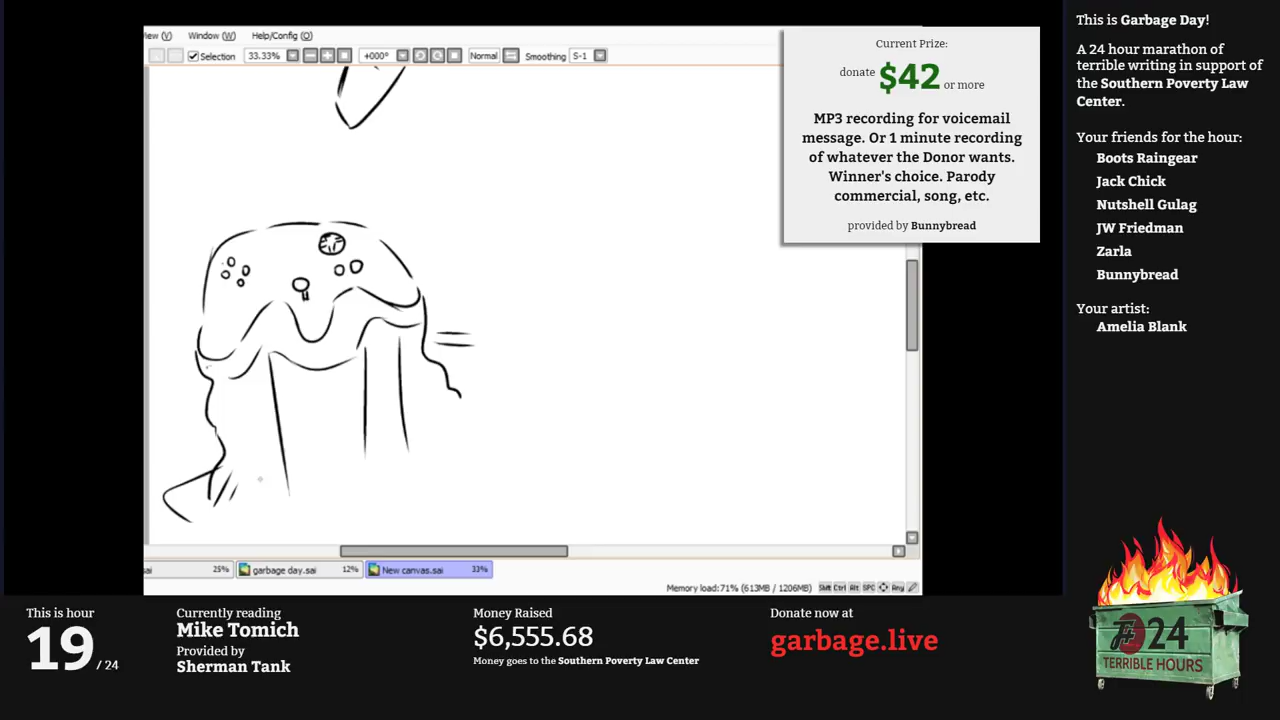 iew (V) Window (W) Help/Config (O)
Selection 33.33% +000° Normal Smoothing S-1
Current Prize:
donate $42 or more
MP3 recording for voicemail
message. Or 1 minute recording
of whatever the Donor wants.
Winner's choice. Parody
commercial, song, etc.
provided by Bunnybread
This is Garbage Day!
A 24 hour marathon of
terrible writing in support of
the Southern Poverty Law
Center.
Your friends for the hour:
Boots Raingear
Jack Chick
Nutshell Gulag
JW Friedman
Zarla
Bunnybread
Your artist:
Amelia Blank
sai 25% garbage day.sai 12% New canvas.sai 33%
Memory load:71% (613MB / 1206MB) Shift Ctrl Alt SPC Any
This is hour
19 / 24
Currently reading
Mike Tomich
Provided by
Sherman Tank
Money Raised
$6,555.68
Money goes to the Southern Poverty Law Center
Donate now at
garbage.live
24
TERRIBLE HOURS